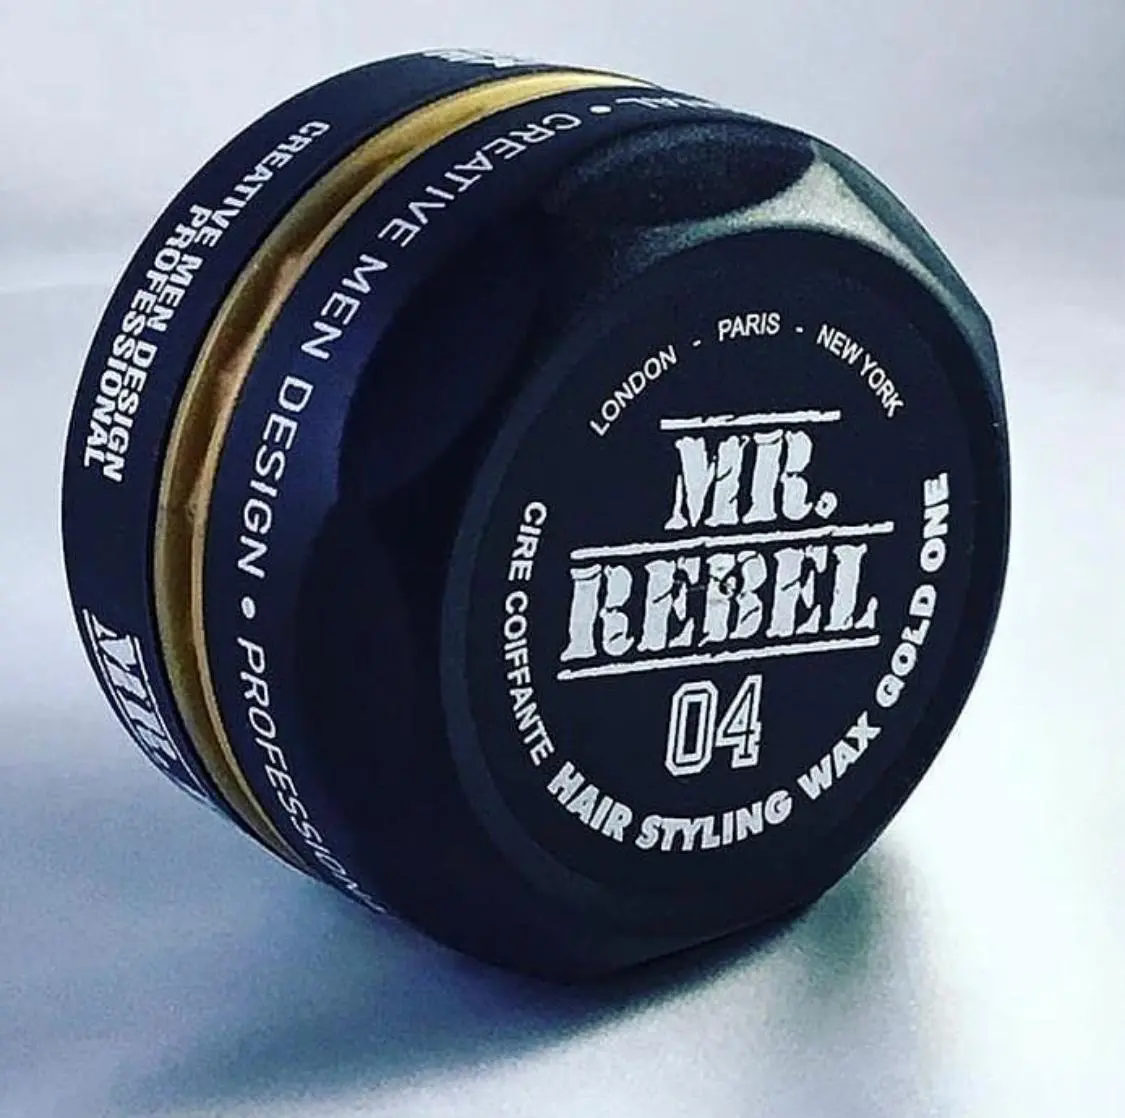 LONDON - PARIS - NEW YORK
MR.
REBEL
04
CIRE COIFFANTE HAIR STYLING WAX GOLD ONE
CREATIVE MEN DESIGN • PROFESSIONAL
CREATIVE MEN DESIGN
PROFESSIONAL
MR.